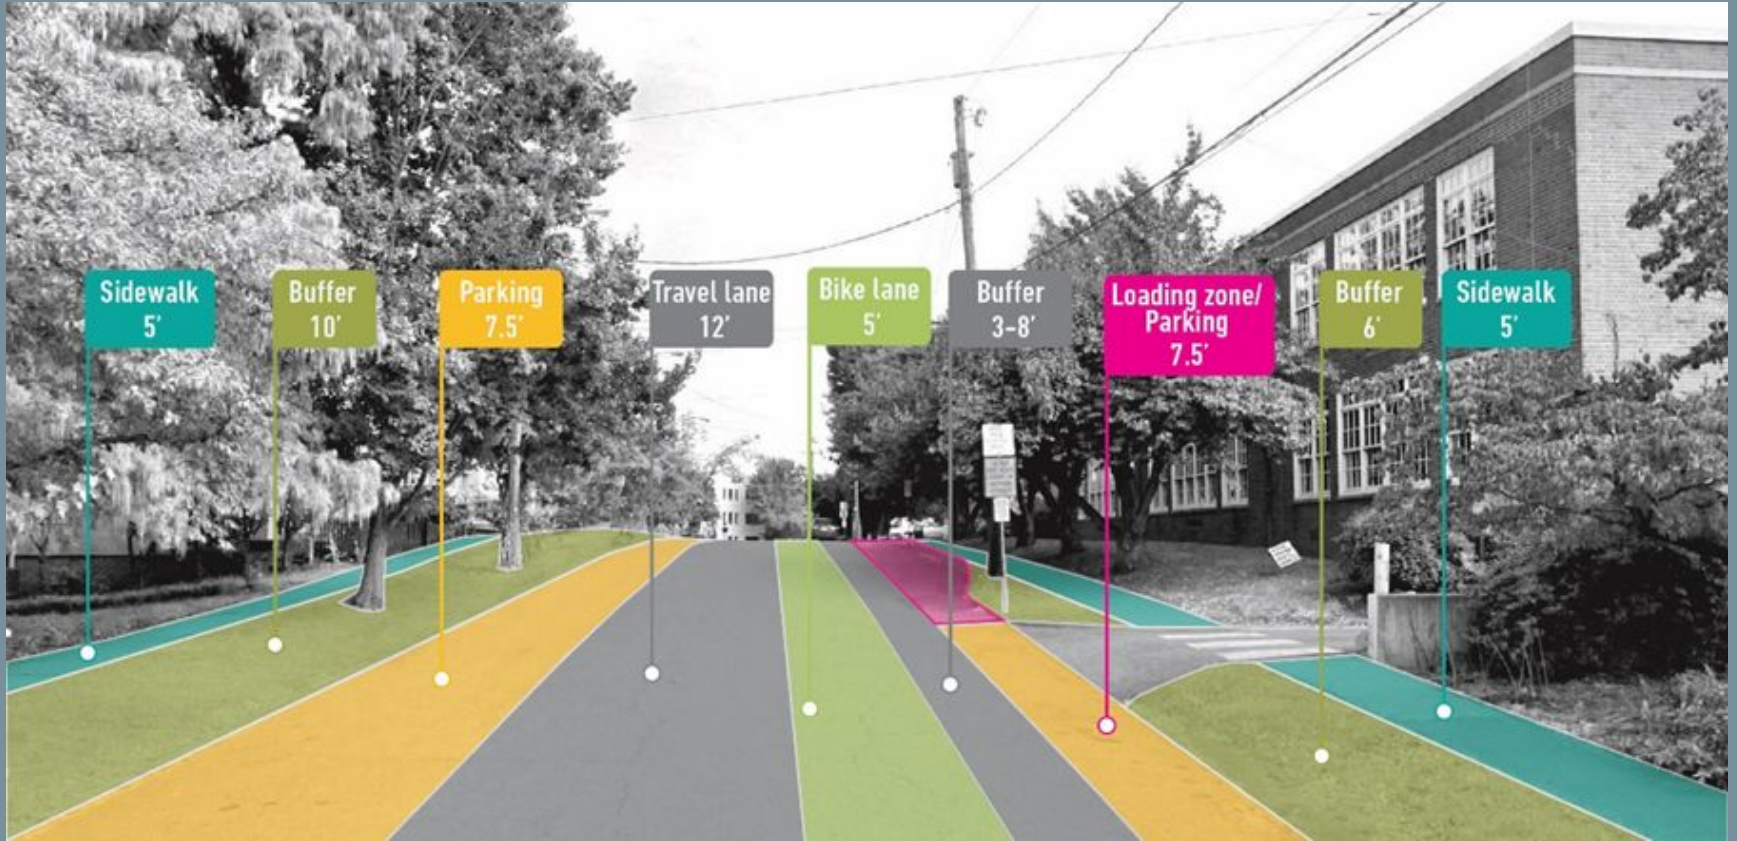 Sidewalk
5'
Buffer
10'
Parking
7.5'
Travel lane
12'
Bike lane
5'
Buffer
3-8'
Loading zone/
Parking
7.5'
Buffer
6'
Sidewalk
5'